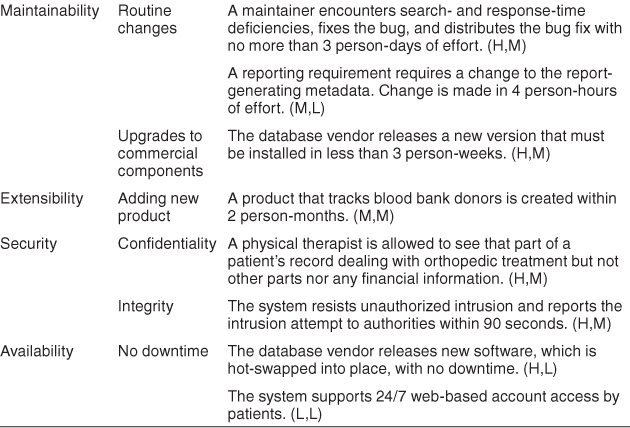 Maintainability Routine changes A maintainer encounters search- and response-time
deficiencies, fixes the bug, and distributes the bug fix with
no more than 3 person-days of effort. (H,M)
A reporting requirement requires a change to the report-
generating metadata. Change is made in 4 person-hours
of effort. (M,L)
Upgrades to commercial components The database vendor releases a new version that must
be installed in less than 3 person-weeks. (H,M)
Extensibility Adding new product A product that tracks blood bank donors is created within
2 person-months. (M,M)
Security Confidentiality A physical therapist is allowed to see that part of a
patient's record dealing with orthopedic treatment but not
other parts nor any financial information. (H,M)
Integrity The system resists unauthorized intrusion and reports the
intrusion attempt to authorities within 90 seconds. (H,M)
Availability No downtime The database vendor releases new software, which is
hot-swapped into place, with no downtime. (H,L)
The system supports 24/7 web-based account access by
patients. (L,L)